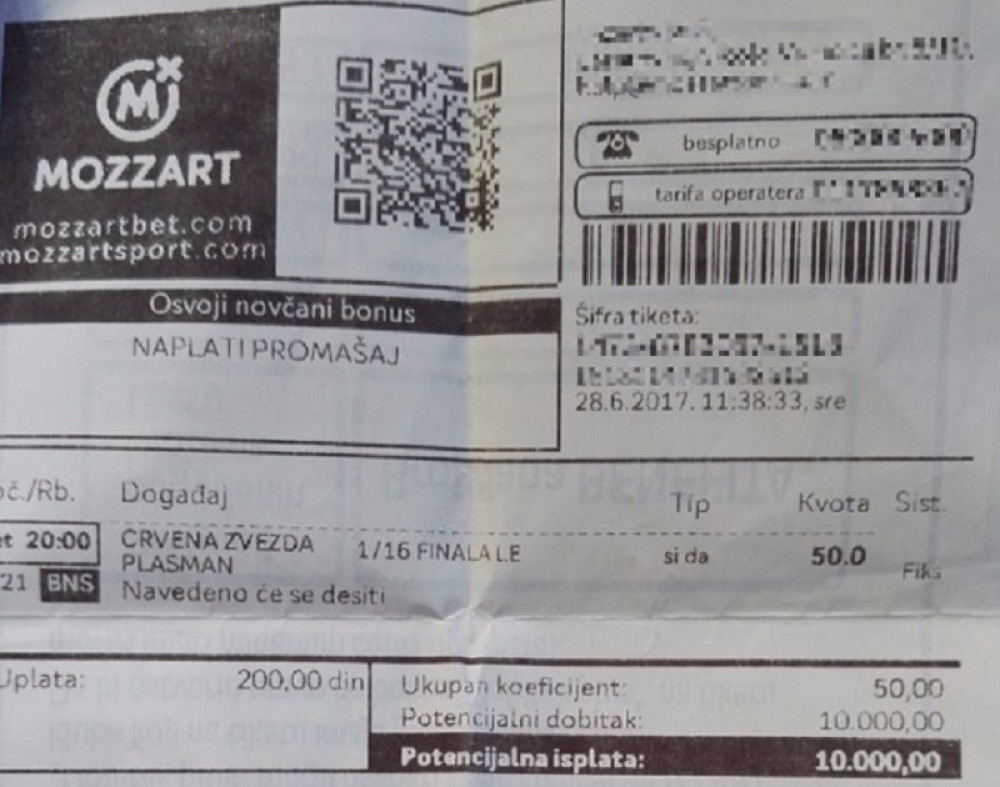 MOZZART
mozzartbet.com
mozzartsport.com
besplatno
tarifa operatera
Osvoji novčani bonus
NAPLATI PROMAŠAJ
Šifra tiketa:
28.6.2017. 11:38:33, sre
č./Rb. Događaj Tip Kvota Sist.
et 20:00 CRVENA ZVEZDA 1/16 FINALA LE si da 50.0 Fiks
PLASMAN
21 BNS Navedeno će se desiti
Uplata: 200,00 din
Ukupan koeficijent: 50,00
Potencijalni dobitak: 10.000,00
Potencijalna isplata: 10.000,00